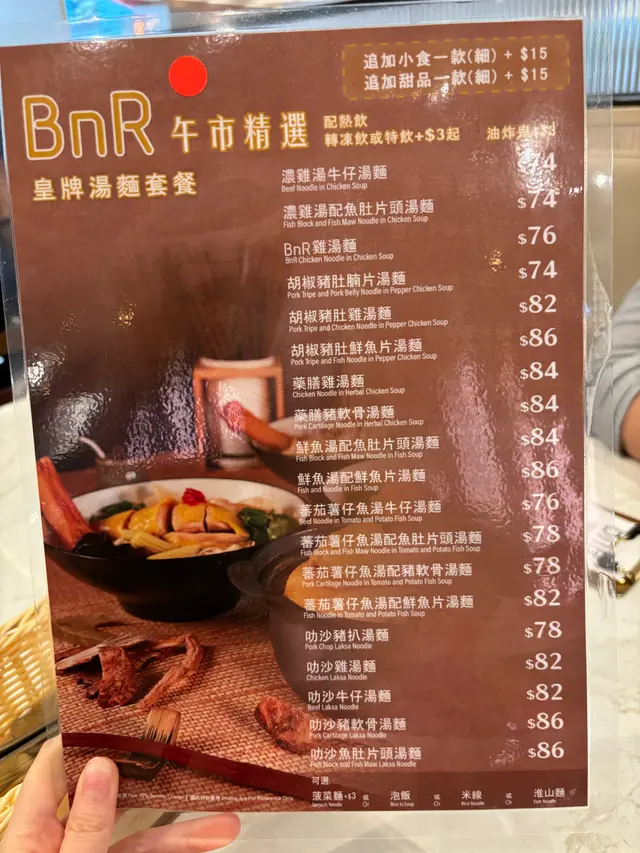 追加小食一款(細) + $15
追加甜品一款(細) + $15
BnR 午市精選
配熱飲
轉凍飲或特飲+$3起
皇牌湯麵套餐
濃雞湯牛仔湯麵
Beef Noodle in Chicken Soup
濃雞湯配魚肚片頭湯麵 $74
Fish Block and Fish Maw Noodle in Chicken Soup
BnR雞湯麵 $76
BnR Chicken Noodle in Chicken Soup
胡椒豬肚腩片湯麵 $74
Pork Tripe and Pork Belly Noodle in Pepper Chicken Soup
胡椒豬肚雞湯麵 $82
Pork Tripe and Chicken Noodle in Pepper Chicken Soup
胡椒豬肚鮮魚片湯麵 $86
Pork Tripe and Fish Noodle in Pepper Chicken Soup
藥膳雞湯麵 $84
Chicken Noodle in Herbal Chicken Soup
藥膳豬軟骨湯麵 $84
Pork Cartilage Noodle in Herbal Chicken Soup
鮮魚湯配魚肚片頭湯麵 $84
Fish Block and Fish Maw Noodle in Fish Soup
鮮魚湯配鮮魚片湯麵 $86
Fish and Noodle in Fish Soup
蕃茄薯仔魚湯牛仔湯麵 $76
Beef Noodle in Tomato and Potato Fish Soup
蕃茄薯仔魚湯配魚肚片頭湯麵 $78
Fish Block and Fish Maw Noodle in Tomato and Potato Fish Soup
蕃茄薯仔魚湯配豬軟骨湯麵 $78
Pork Cartilage Noodle in Tomato and Potato Fish Soup
蕃茄薯仔魚湯配鮮魚片湯麵 $82
Fish Noodle in Tomato and Potato Fish Soup
叻沙豬扒湯麵 $78
Pork Chop Laksa Noodle
叻沙雞湯麵 $82
Chicken Laksa Noodle
叻沙牛仔湯麵 $82
Beef Laksa Noodle
叻沙豬軟骨湯麵 $86
Pork Cartilage Laksa Noodle
叻沙魚肚片頭湯麵 $86
Fish Block and Fish Maw Laksa Noodle
可選
菠菜麵+$3 或 泡飯 或 米線 或 淮山麵
Spinach Noodle Or Rice in Soup Or Rice Noodle Or Yam Noodle